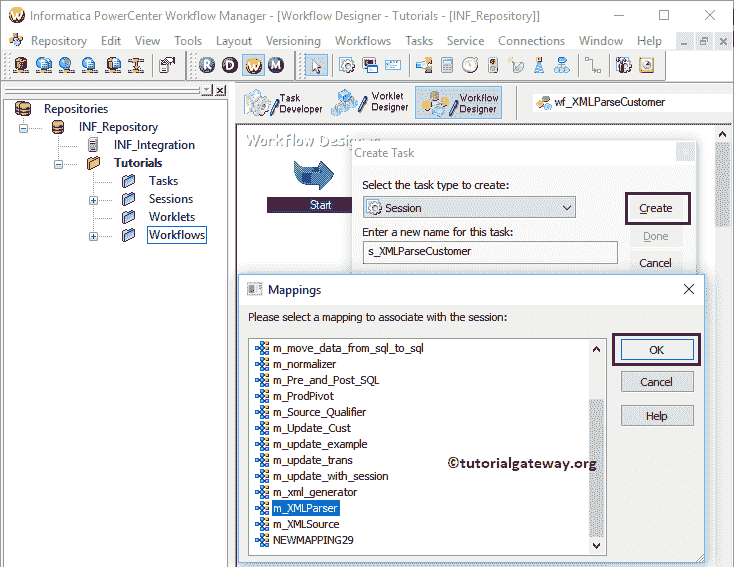 Informatica PowerCenter Workflow Manager - [Workflow Designer - Tutorials - [INF_Repository]]
Repository Edit View Tools Layout Versioning Workflows Tasks Service Connections Window Help
R D W M
Task Developer
Worklet Designer
Workflow Designer
wf_XMLParseCustomer
Repositories
INF_Repository
INF_Integration
Tutorials
Tasks
Sessions
Worklets
Workflows
Workflow Designer
Start
Create Task
Select the task type to create:
Session
Create
Enter a new name for this task:
Done
s_XMLParseCustomer
Cancel
Mappings
Please select a mapping to associate with the session:
m_move_data_from_sql_to_sql
m_normalizer
m_Pre_and_Post_SQL
m_ProdPivot
m_Source_Qualifier
m_Update_Cust
m_update_example
m_update_trans
m_update_with_session
m_xml_generator
m_XMLParser
m_XMLSource
NEWMAPPING29
OK
Cancel
Help
©tutorialgateway.org